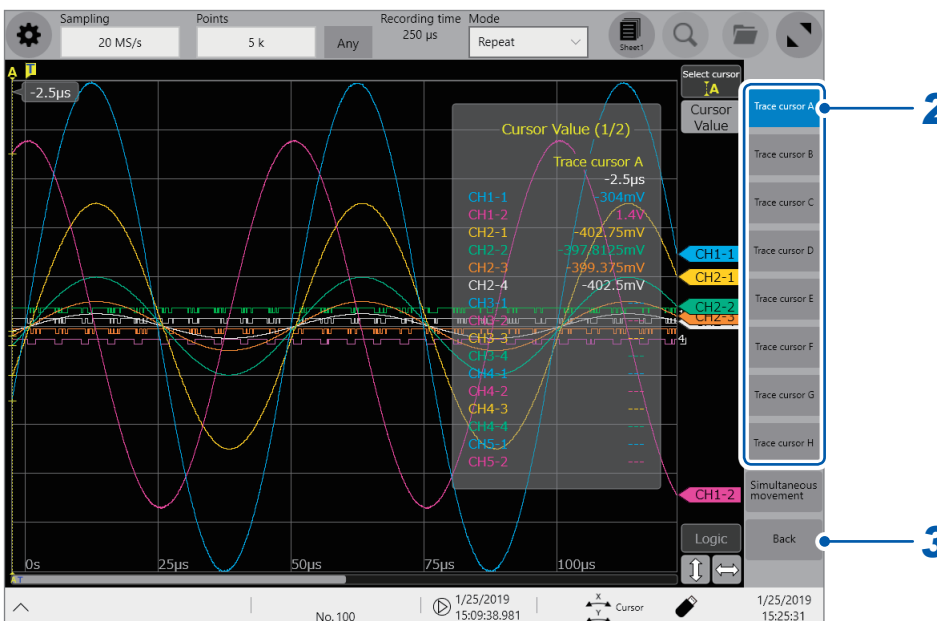 Sampling
Points
Recording time
Mode
20 MS/s
5 k
Any
250 µs
Repeat
Sheet1
A
T
-2.5µs
Select cursor
A
Cursor
Value
Cursor Value (1/2)
Trace cursor A
-2.5µs
CH1-1 -304mV
CH1-2 1.4V
CH2-1 -402.75mV
CH2-2 -397.8125mV
CH2-3 -399.375mV
CH2-4 -402.5mV
CH3-1 ---
CH3-2 ---
CH3-3 ---
CH3-4 ---
CH4-1 ---
CH4-2 ---
CH4-3 ---
CH4-4 ---
CH5-1 ---
CH5-2 ---
CH1-1
CH2-1
CH2-2
CH2-3
4
CH1-2
Trace cursor A
Trace cursor B
Trace cursor C
Trace cursor D
Trace cursor E
Trace cursor F
Trace cursor G
Trace cursor H
Simultaneous
movement
Back
2
3
Logic
0s
25µs
50µs
75µs
100µs
AT
No. 100
1/25/2019
15:09:38.981
X
Y
Cursor
1/25/2019
15:25:31